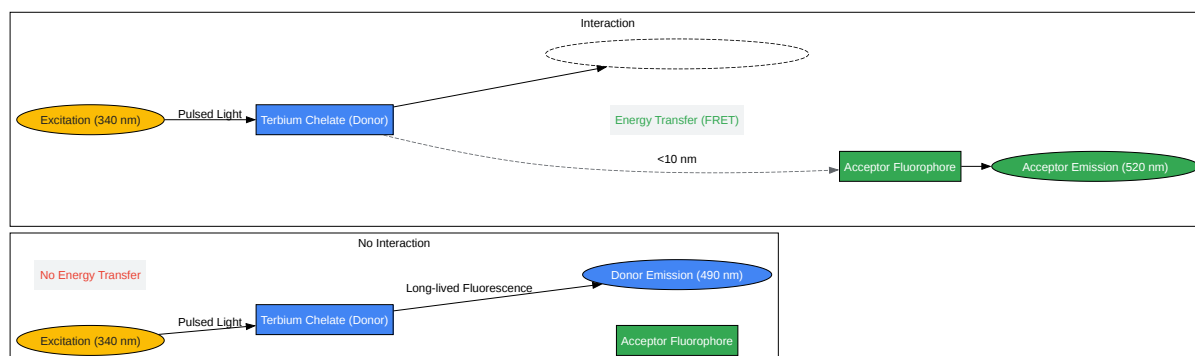 Interaction
Excitation (340 nm)
Pulsed Light
Terbium Chelate (Donor)
Energy Transfer (FRET)
<10 nm
Acceptor Fluorophore
Acceptor Emission (520 nm)
No Interaction
No Energy Transfer
Excitation (340 nm)
Pulsed Light
Terbium Chelate (Donor)
Long-lived Fluorescence
Donor Emission (490 nm)
Acceptor Fluorophore